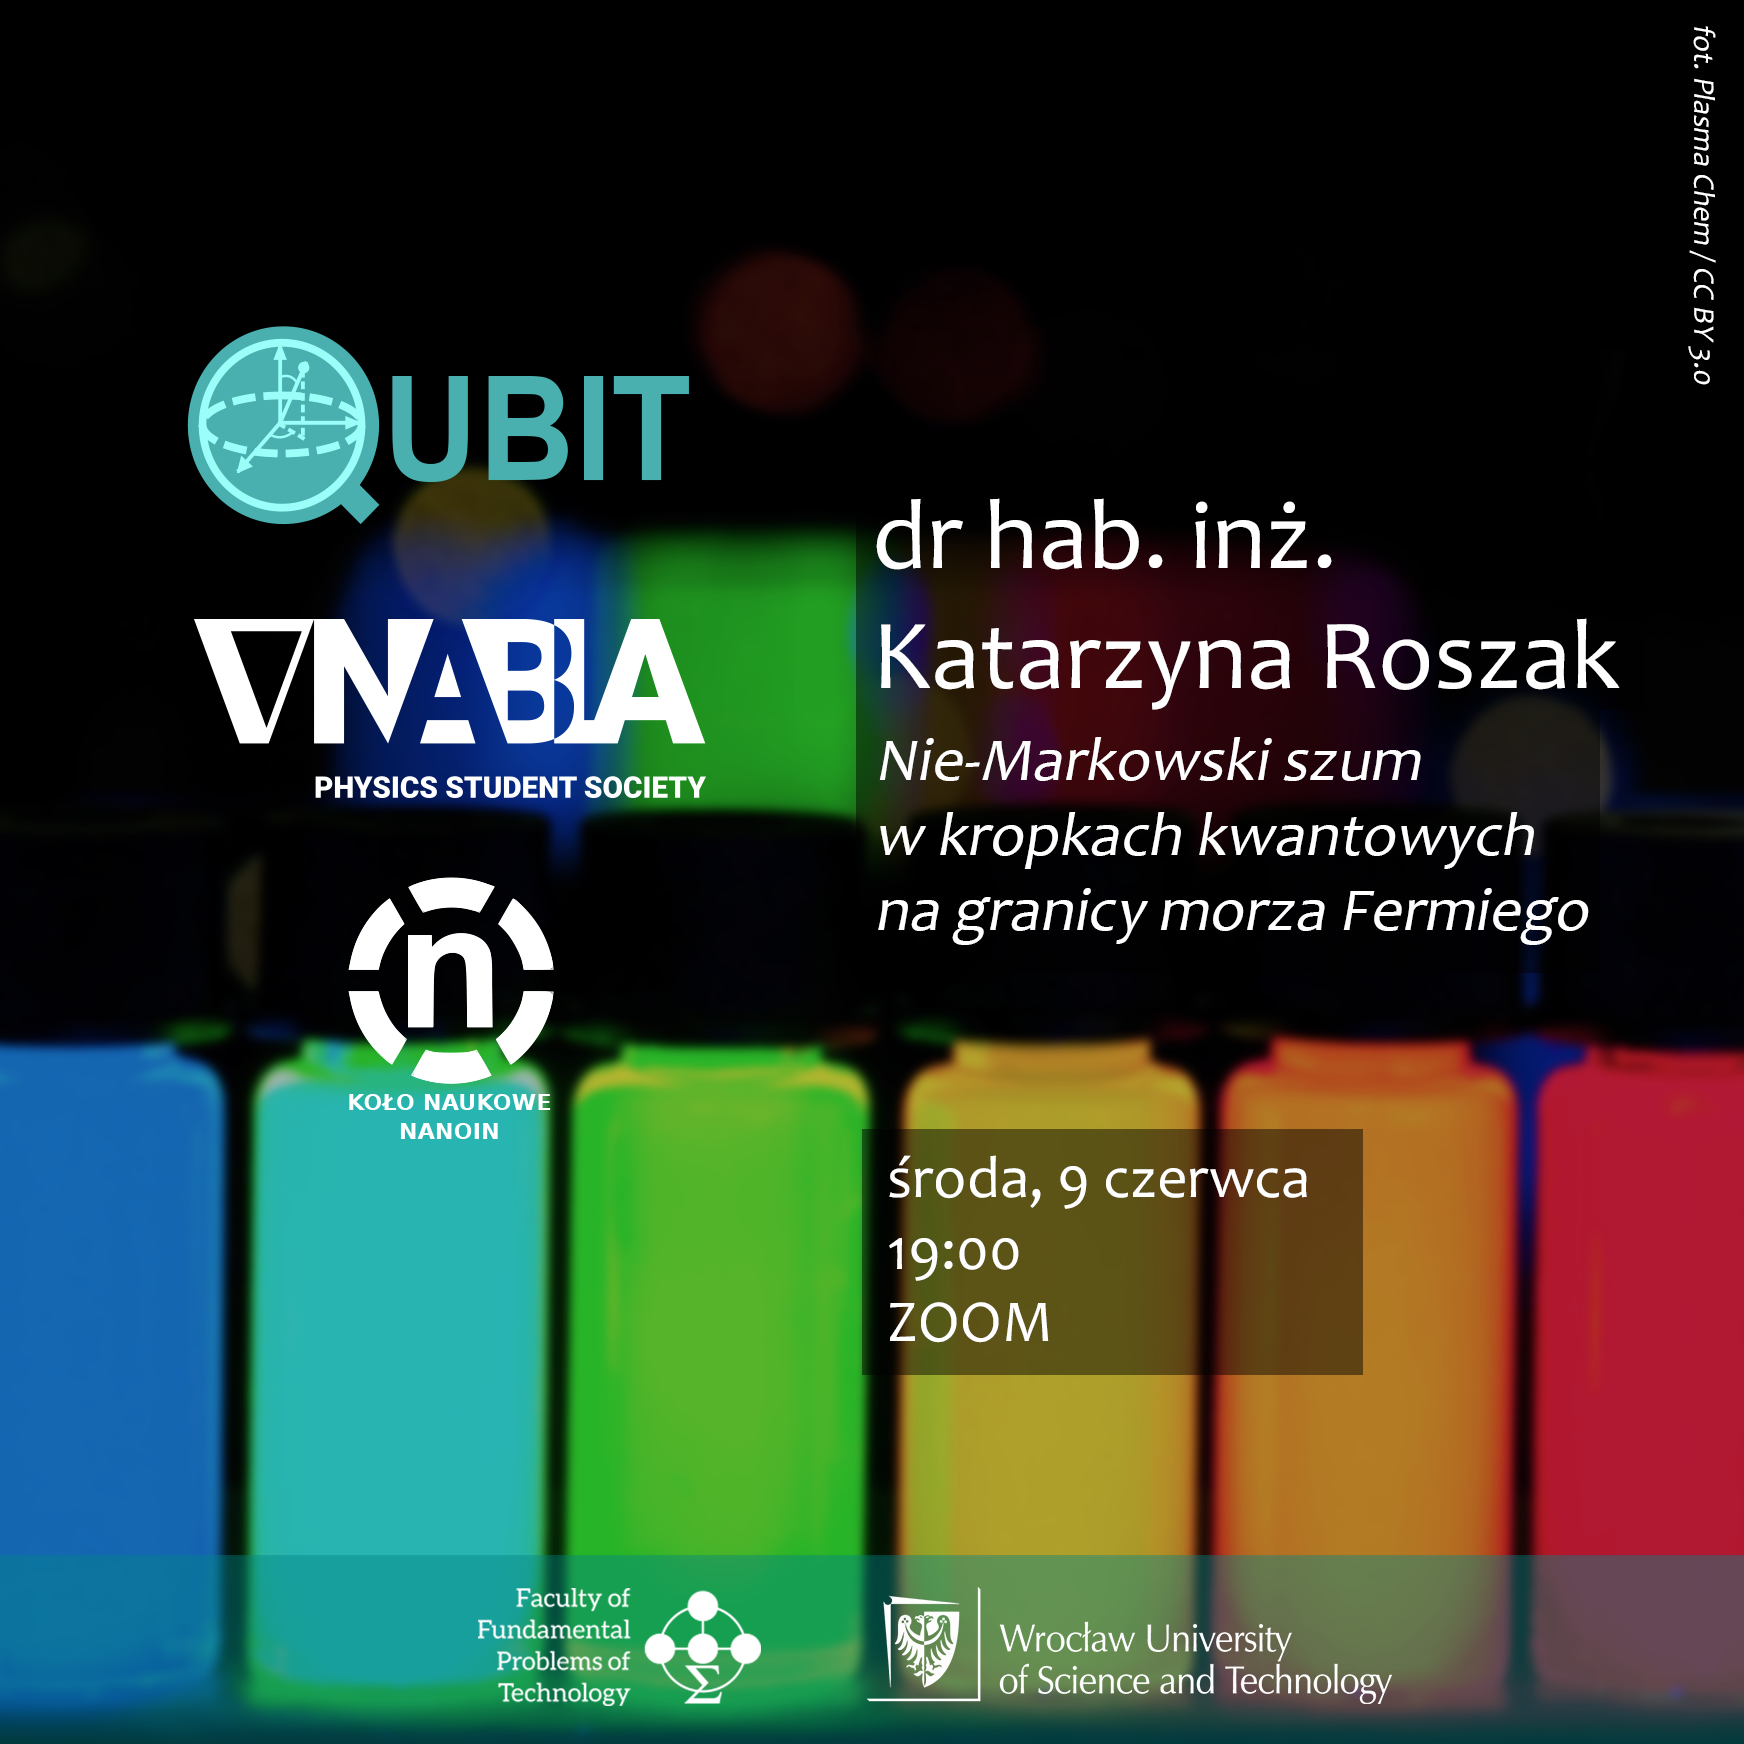 fot. Plasma Chem / CC BY 3.0
QUBIT
∇NABLA
PHYSICS STUDENT SOCIETY
n
KOŁO NAUKOWE
NANOIN
dr hab. inż.
Katarzyna Roszak
Nie-Markowski szum
w kropkach kwantowych
na granicy morza Fermiego
środa, 9 czerwca
19:00
ZOOM
Faculty of
Fundamental
Problems of
Technology
Σ
Wrocław University
of Science and Technology